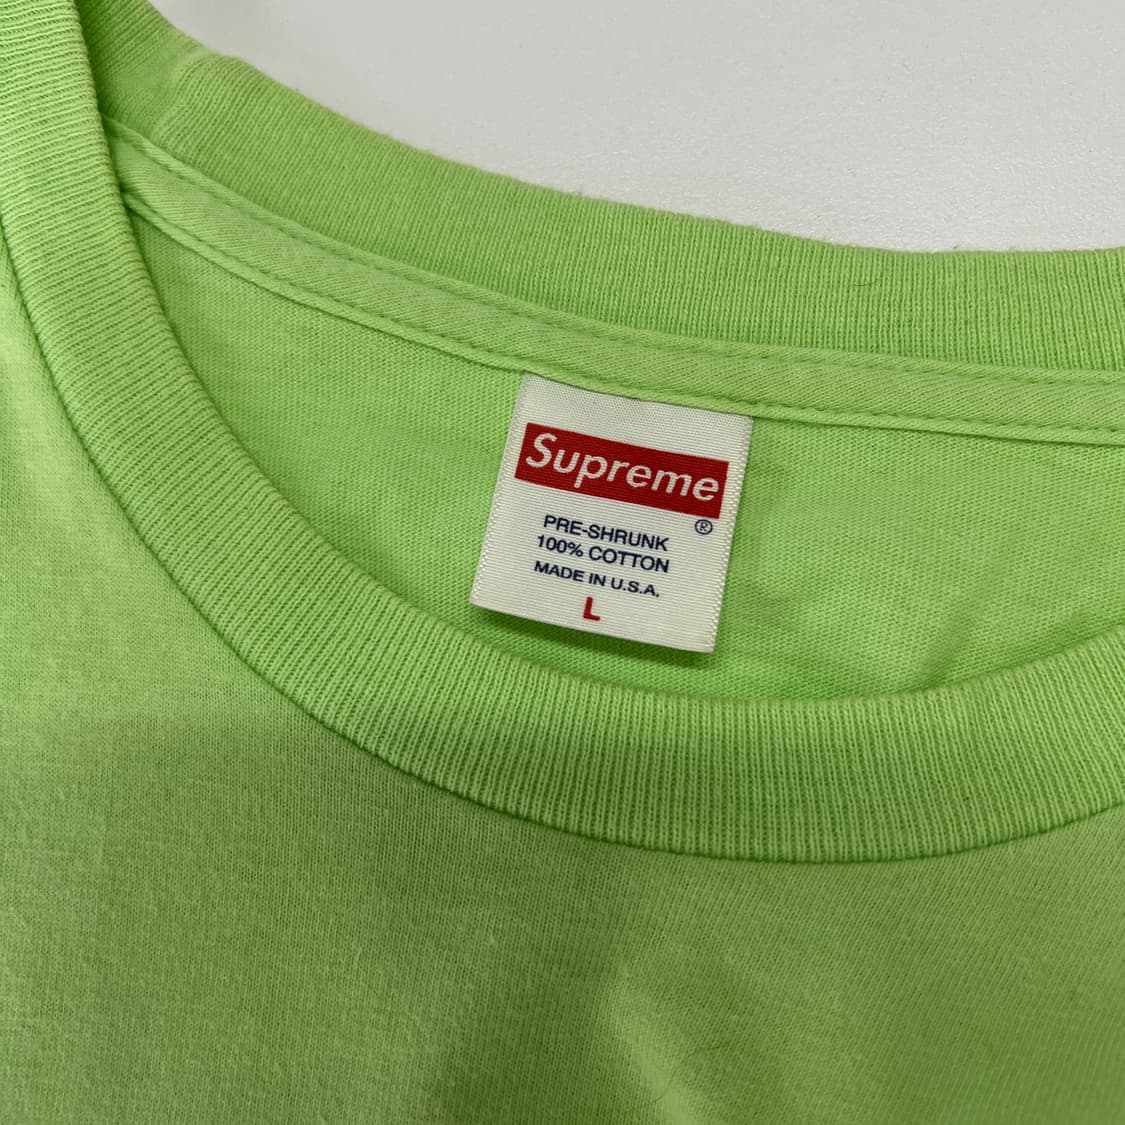 Supreme
®
PRE-SHRUNK
100% COTTON
MADE IN U.S.A.
L